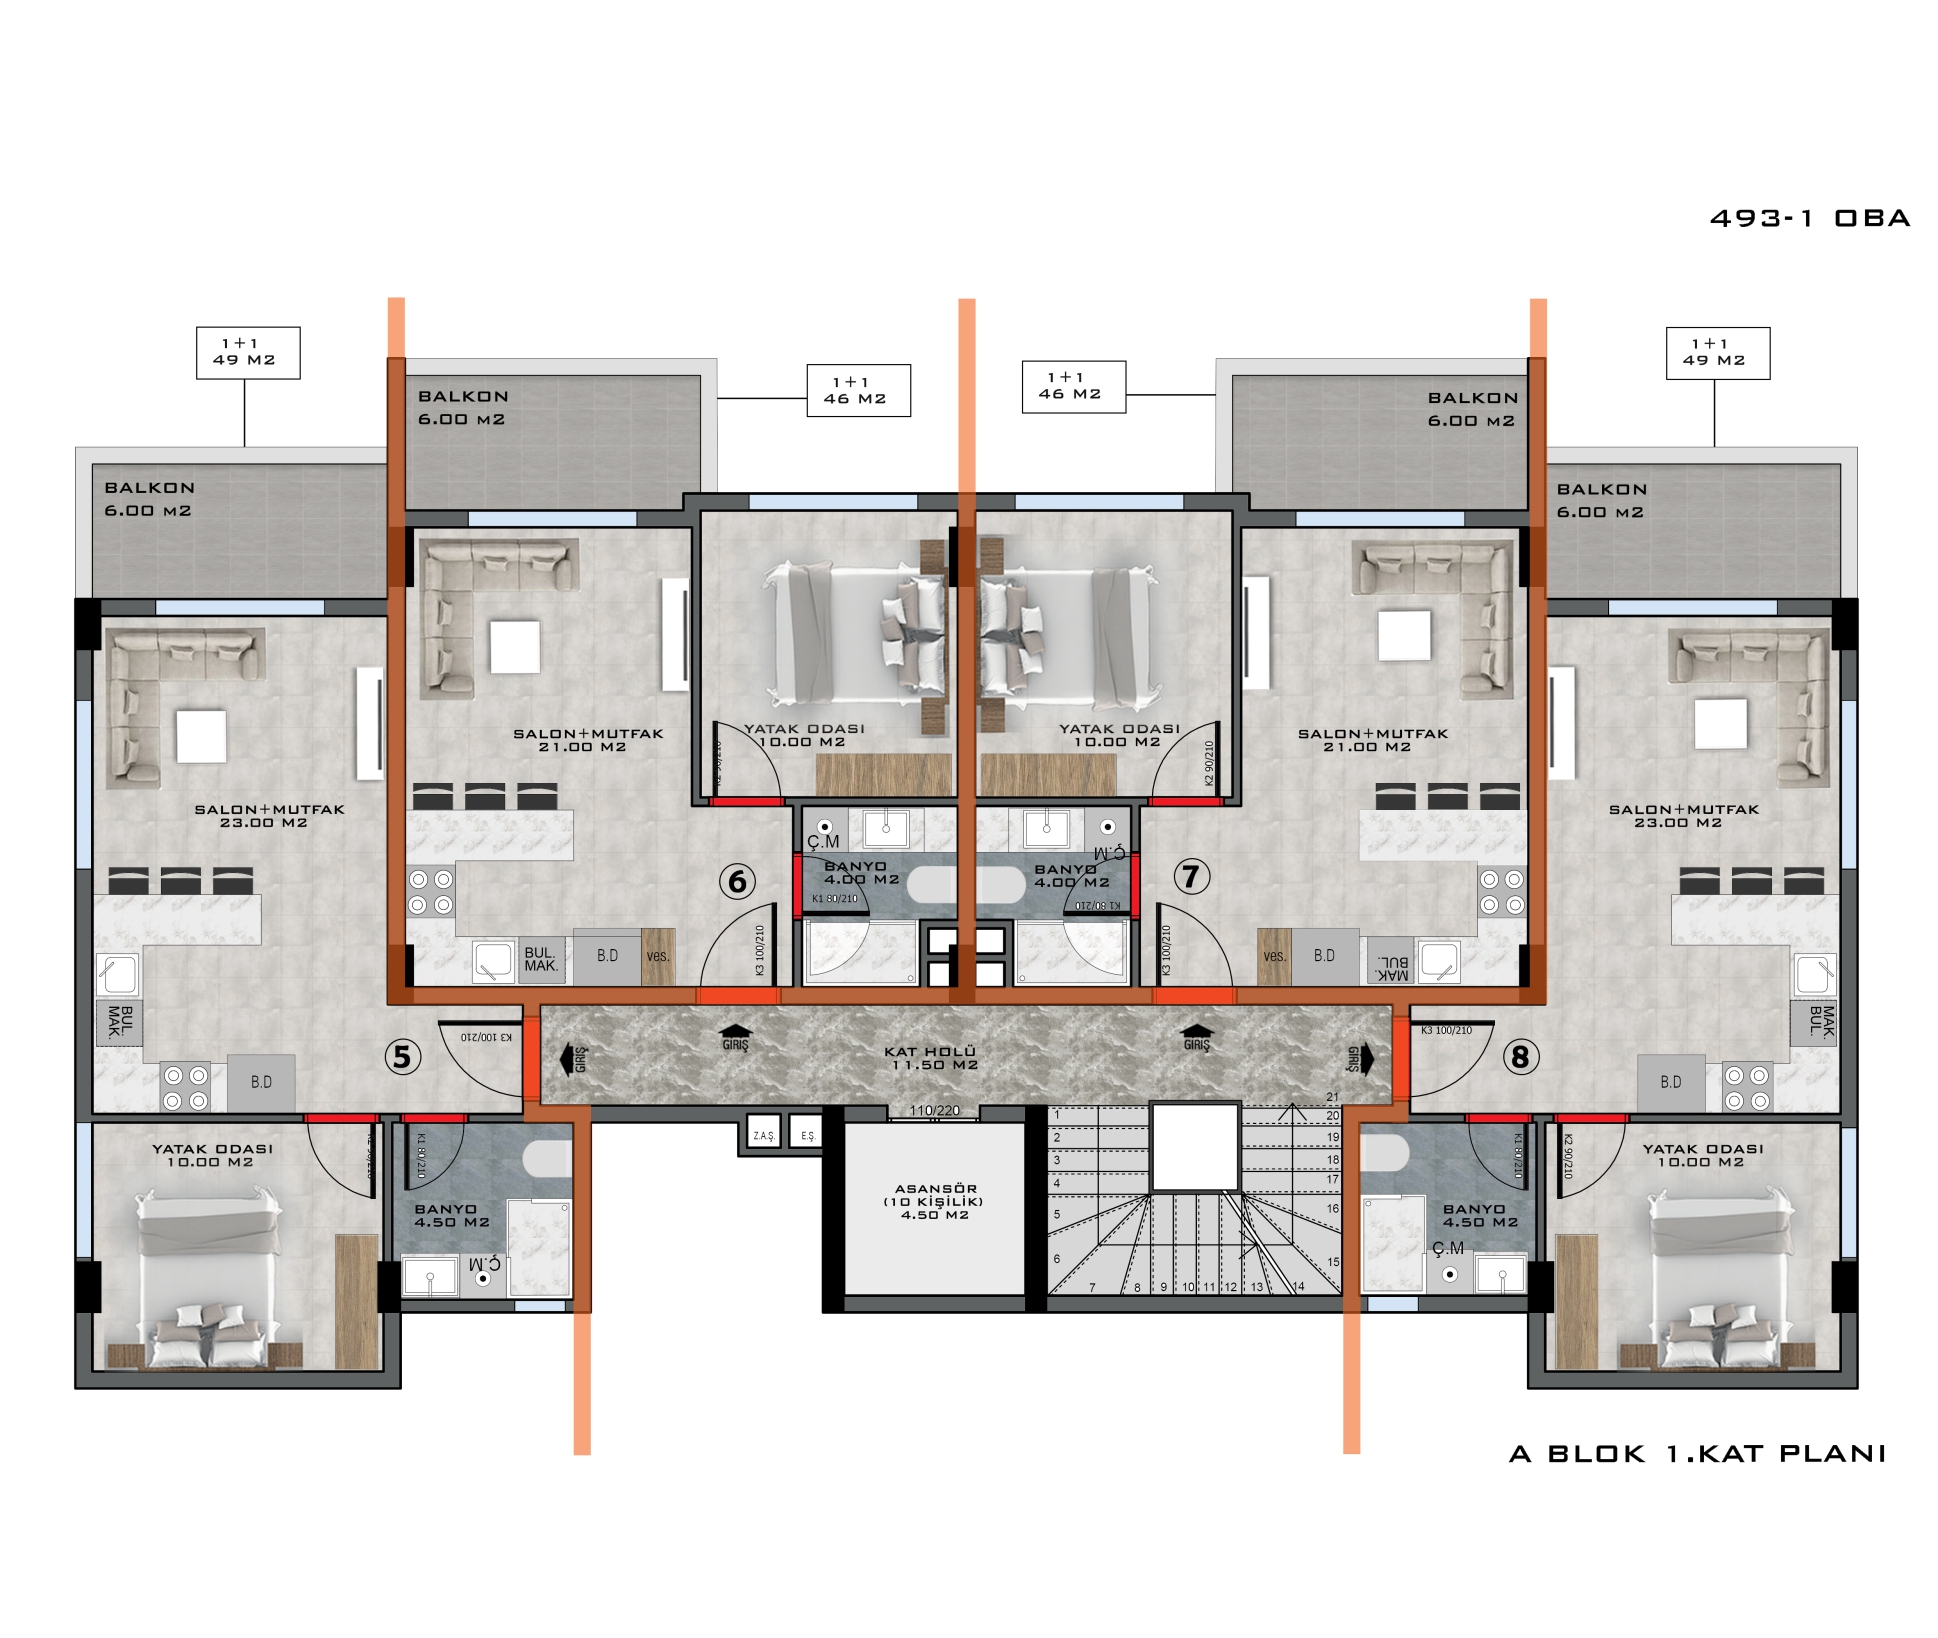 493-1 OBA
1+1
49 M2
1+1
46 M2
1+1
46 M2
1+1
49 M2
BALKON
6.00 M2
BALKON
6.00 M2
BALKON
6.00 M2
BALKON
6.00 M2
SALON+MUTFAK
21.00 M2
YATAK ODASI
10.00 M2
K2 90/210
YATAK ODASI
10.00 M2
K2 90/210
SALON+MUTFAK
21.00 M2
SALON+MUTFAK
23.00 M2
SALON+MUTFAK
23.00 M2
6
Ç.M
BANYO
4.00 M2
K1 80/210
Ç.M
BANYO
4.00 M2
K1 80/210
7
BUL.
MAK.
B.D
ves.
K3 100/210
K3 100/210
ves.
B.D
BUL.
MAK.
BUL.
MAK.
B.D
5
K3 100/210
GİRİŞ
GİRİŞ
KAT HOLÜ
11.50 M2
GİRİŞ
GİRİŞ
K3 100/210
8
B.D
MAK.
BUL.
110/220
YATAK ODASI
10.00 M2
K2 90/210
K1 80/210
BANYO
4.50 M2
Ç.M
Z.A.Ş.
E.Ş.
ASANSÖR
(10 KİŞİLİK)
4.50 M2
1
2
3
4
5
6
7
8
9
10
11
12
13
14
15
16
17
18
19
20
21
BANYO
4.50 M2
Ç.M
K1 80/210
K2 90/210
YATAK ODASI
10.00 M2
A BLOK 1.KAT PLANI